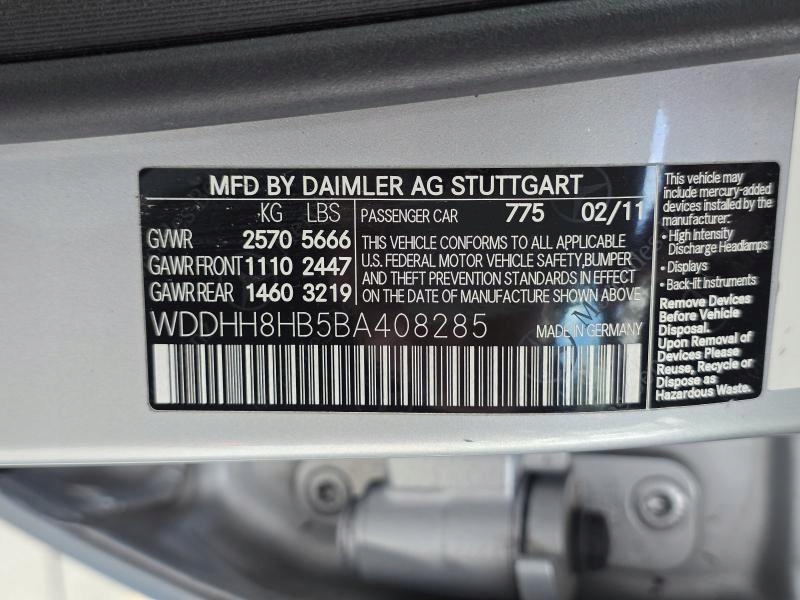 MFD BY DAIMLER AG STUTTGART
KG LBS
GVWR 2570 5666
GAWR FRONT 1110 2447
GAWR REAR 1460 3219
PASSENGER CAR 775 02/11
THIS VEHICLE CONFORMS TO ALL APPLICABLE
U.S. FEDERAL MOTOR VEHICLE SAFETY,BUMPER
AND THEFT PREVENTION STANDARDS IN EFFECT
ON THE DATE OF MANUFACTURE SHOWN ABOVE
WDDHH8HB5BA408285
MADE IN GERMANY
This vehicle may
include mercury-added
devices installed by the
manufacturer:
• High Intensity
Discharge Headlamps
• Displays
• Back-lit Instruments
Remove Devices
Before Vehicle
Disposal.
Upon Removal of
Devices Please
Reuse, Recycle or
Dispose as
Hazardous Waste.